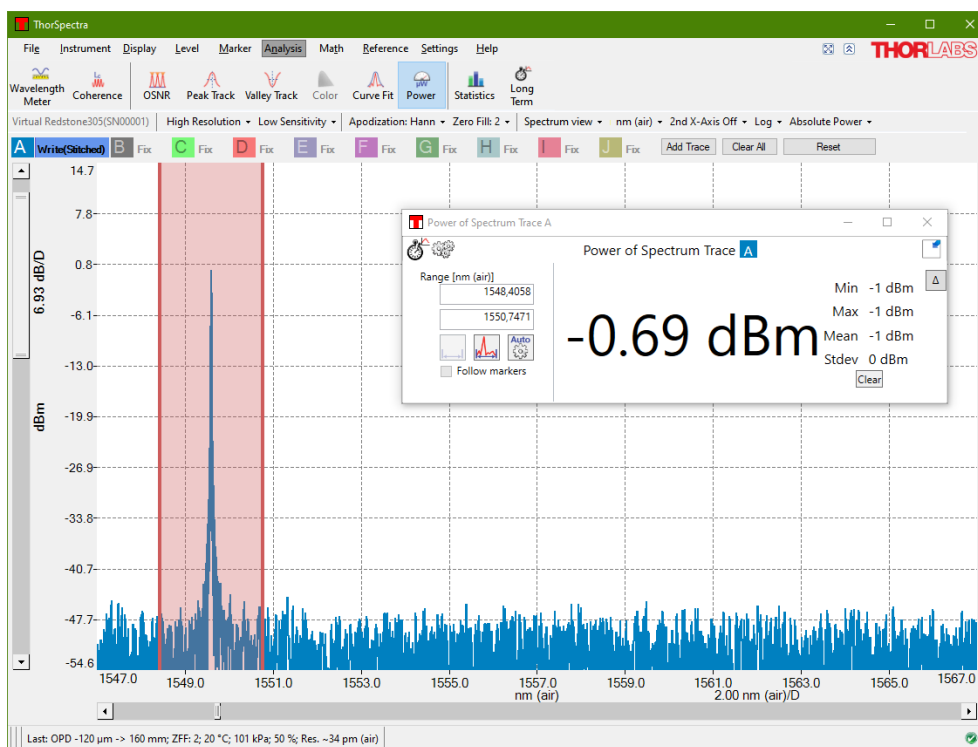 ThorSpectra
File Instrument Display Level Marker Analysis Math Reference Settings Help
THORLABS
Wavelength Meter Coherence OSNR Peak Track Valley Track Color Curve Fit µW Power Statistics Long Term
Virtual Redstone305(SN00001) High Resolution Low Sensitivity Apodization: Hann Zero Fill: 2 Spectrum view nm (air) 2nd X-Axis Off Log Absolute Power
A Write(Stitched) B Fix C Fix D Fix E Fix F Fix G Fix H Fix I Fix J Fix Add Trace Clear All Reset
14.7
7.8
0.8
-6.1
-13.0
-19.9
-26.9
-33.8
-40.7
-47.7
-54.6
6.93 dB/D
dBm
Power of Spectrum Trace A
Power of Spectrum Trace A
Range [nm (air)]
1548,4058
1550,7471
Auto
Follow markers
-0.69 dBm
Δ
Min -1 dBm
Max -1 dBm
Mean -1 dBm
Stdev 0 dBm
Clear
1547.0 1549.0 1551.0 1553.0 1555.0 1557.0 1559.0 1561.0 1563.0 1565.0 1567.0
nm (air) 2.00 nm (air)/D
Last: OPD -120 µm -> 160 mm; ZFF: 2; 20 °C; 101 kPa; 50 %; Res. ~34 pm (air)